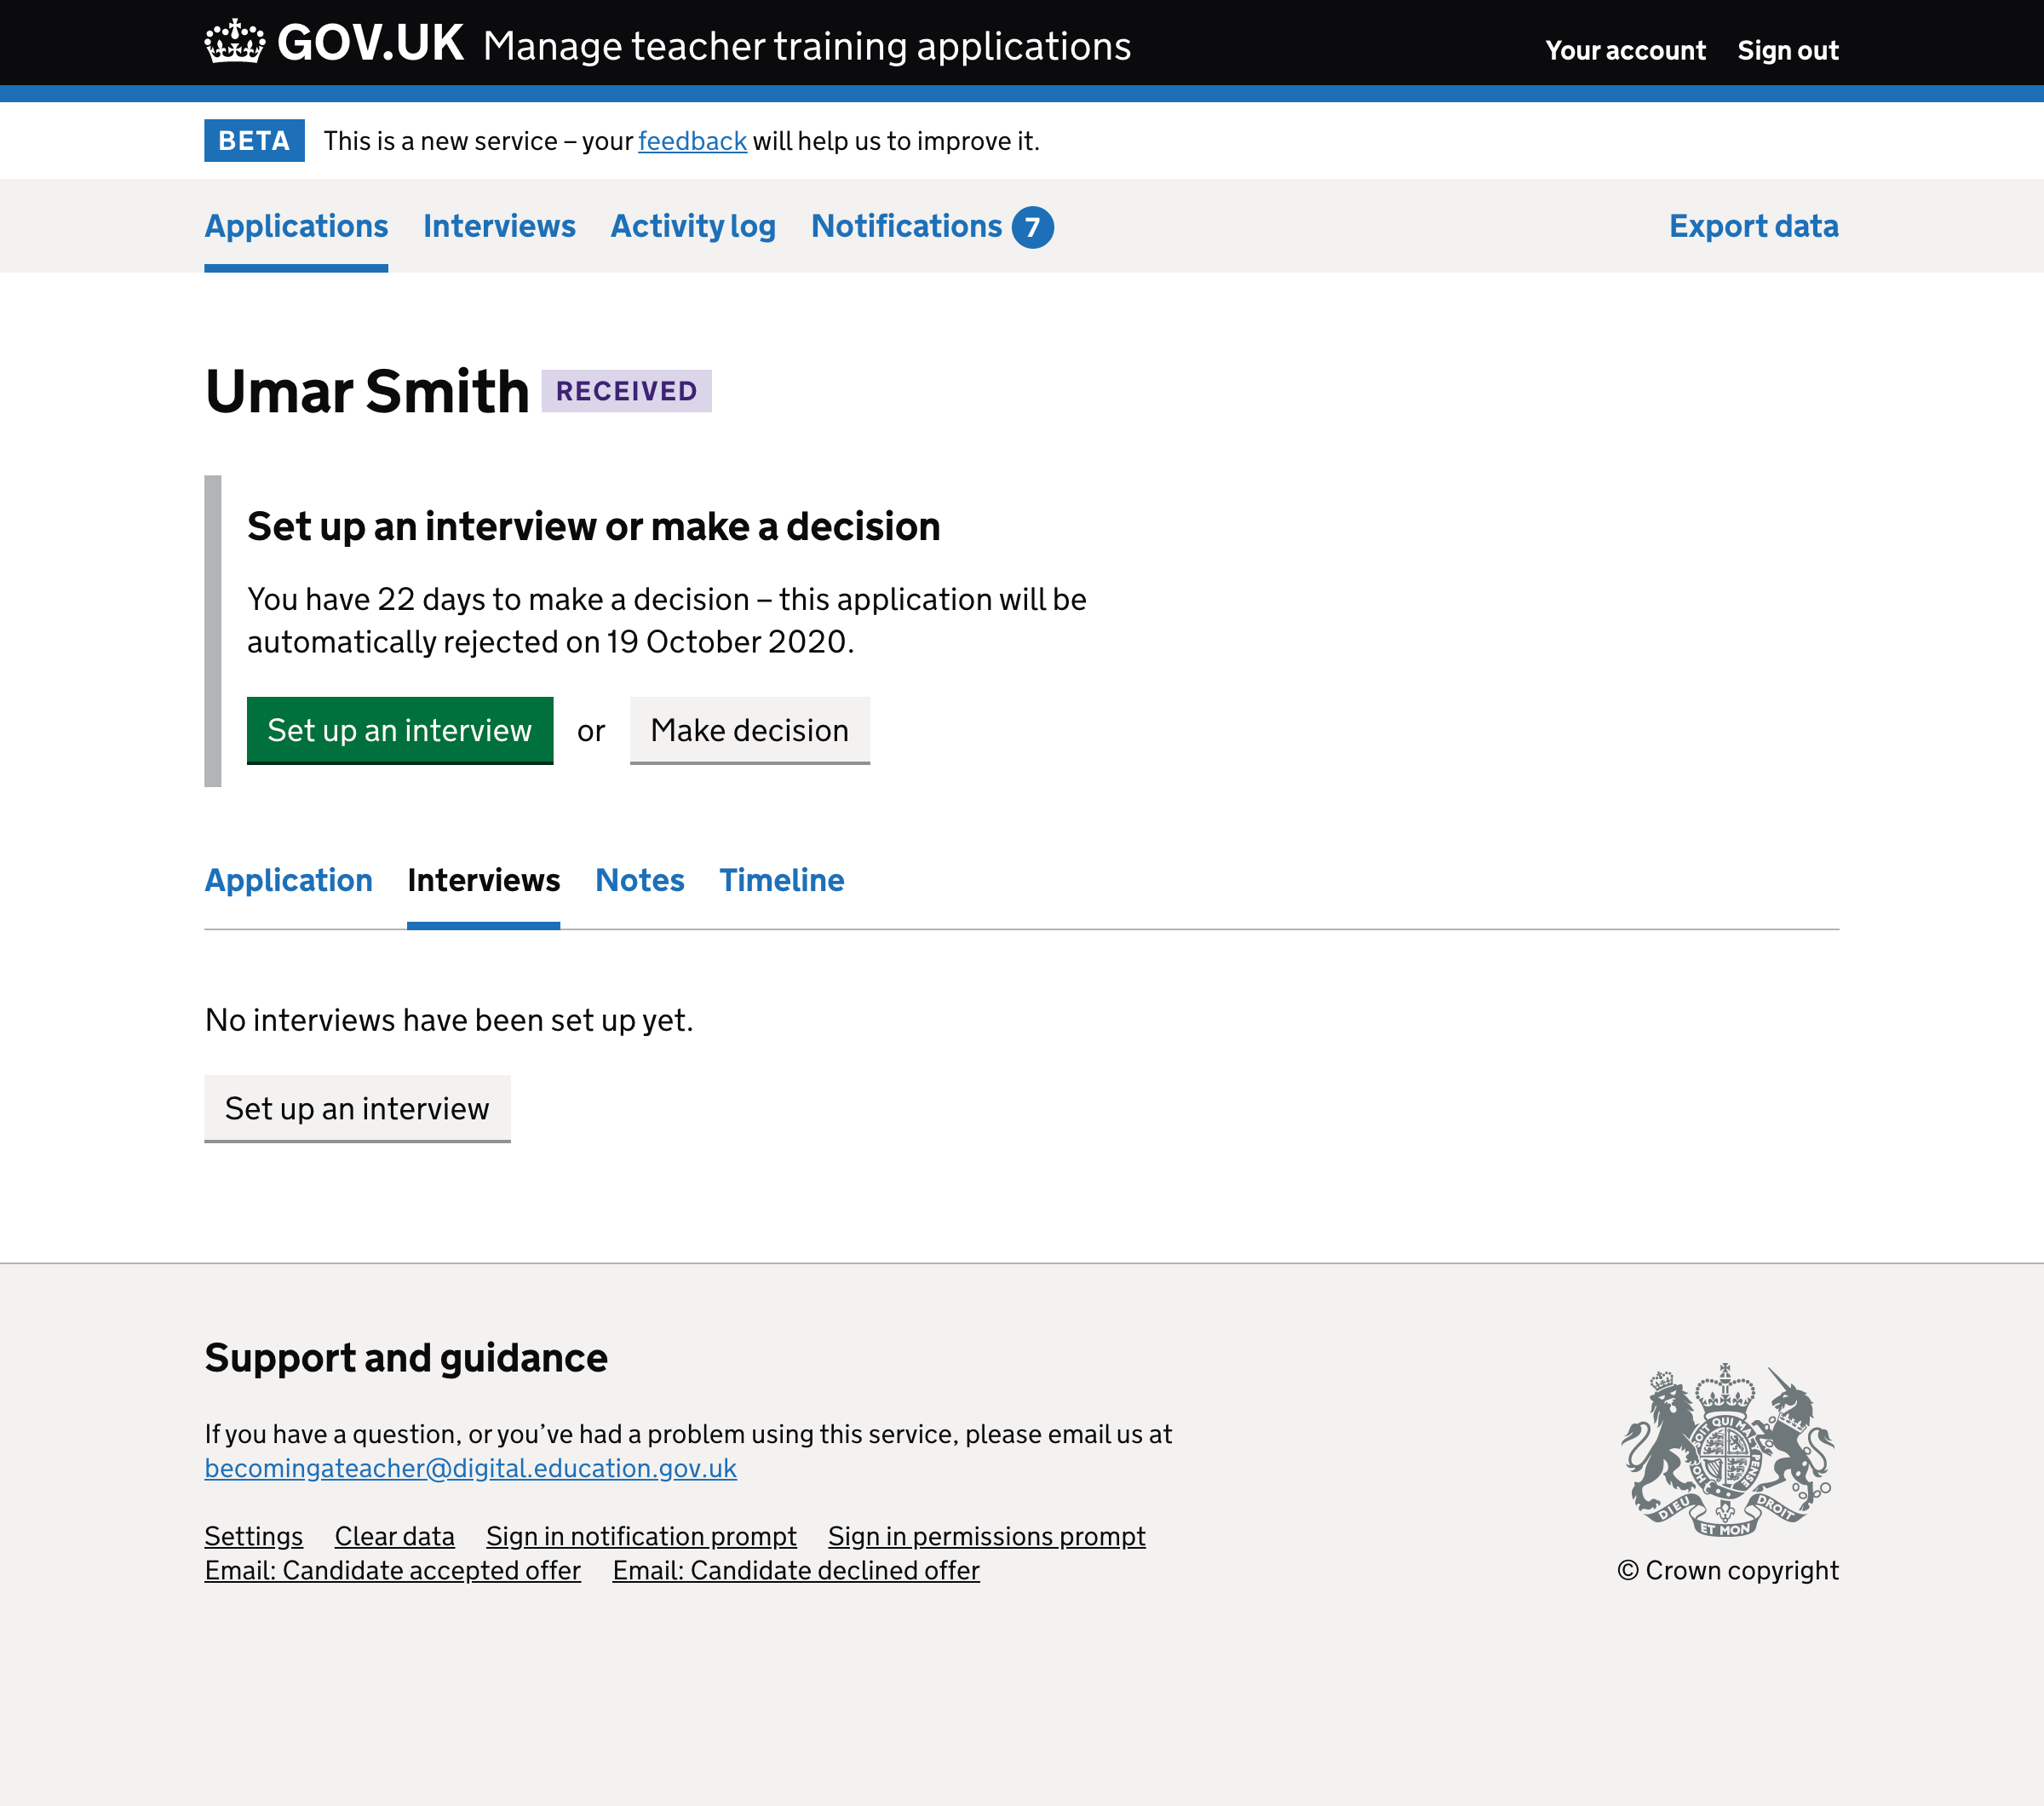 GOV.UK Manage teacher training applications
Your account Sign out
BETA This is a new service – your feedback will help us to improve it.
Applications Interviews Activity log Notifications 7 Export data
Umar Smith RECEIVED
Set up an interview or make a decision
You have 22 days to make a decision – this application will be
automatically rejected on 19 October 2020.
Set up an interview or Make decision
Application Interviews Notes Timeline
No interviews have been set up yet.
Set up an interview
Support and guidance
If you have a question, or you’ve had a problem using this service, please email us at
becomingateacher@digital.education.gov.uk
Settings Clear data Sign in notification prompt Sign in permissions prompt
Email: Candidate accepted offer Email: Candidate declined offer
DIEU ET MON DROIT
© Crown copyright